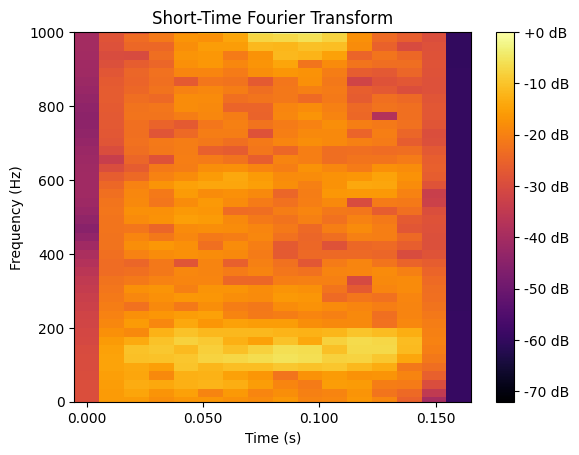 Short-Time Fourier Transform
Frequency (Hz)
1000
800
600
400
200
0
0.000
0.050
0.100
0.150
Time (s)
+0 dB
-10 dB
-20 dB
-30 dB
-40 dB
-50 dB
-60 dB
-70 dB